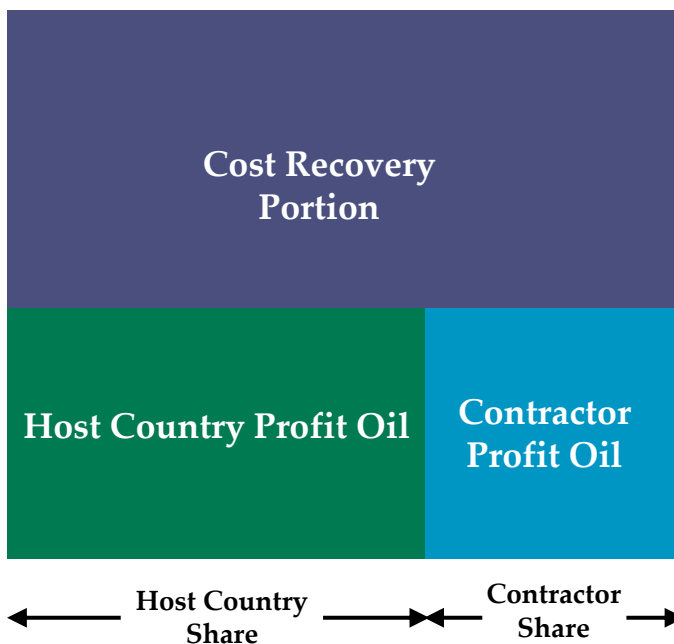 Cost Recovery
Portion
Host Country Profit Oil
Contractor
Profit Oil
Host Country
Share
Contractor
Share